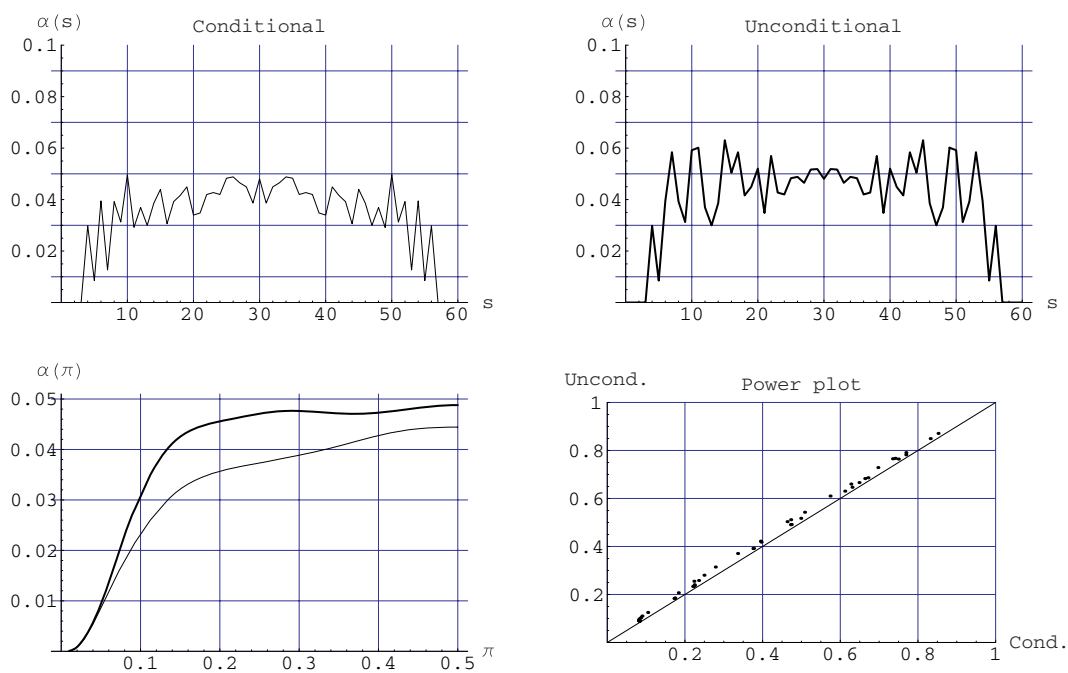 α(s) Conditional
0.1
0.08
0.06
0.04
0.02
10 20 30 40 50 60 s
α(s) Unconditional
0.1
0.08
0.06
0.04
0.02
10 20 30 40 50 60 s
α(π)
0.05
0.04
0.03
0.02
0.01
0.1 0.2 0.3 0.4 0.5 π
Uncond. Power plot
1
0.8
0.6
0.4
0.2
0.2 0.4 0.6 0.8 1 Cond.